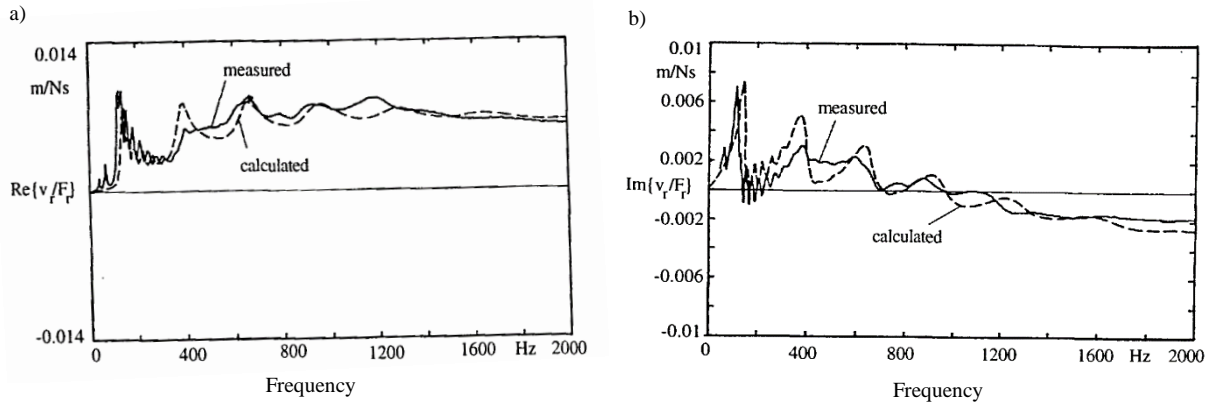 a)
0.014
m/Ns
measured
calculated
Re{v_r/F_r}
-0.014
0 400 800 1200 Hz 2000
Frequency
b)
0.01
m/Ns
0.006
measured
0.002
Im{v_r/F_r}
-0.002
calculated
-0.006
-0.01
0 400 800 1200 1600 Hz 2000
Frequency